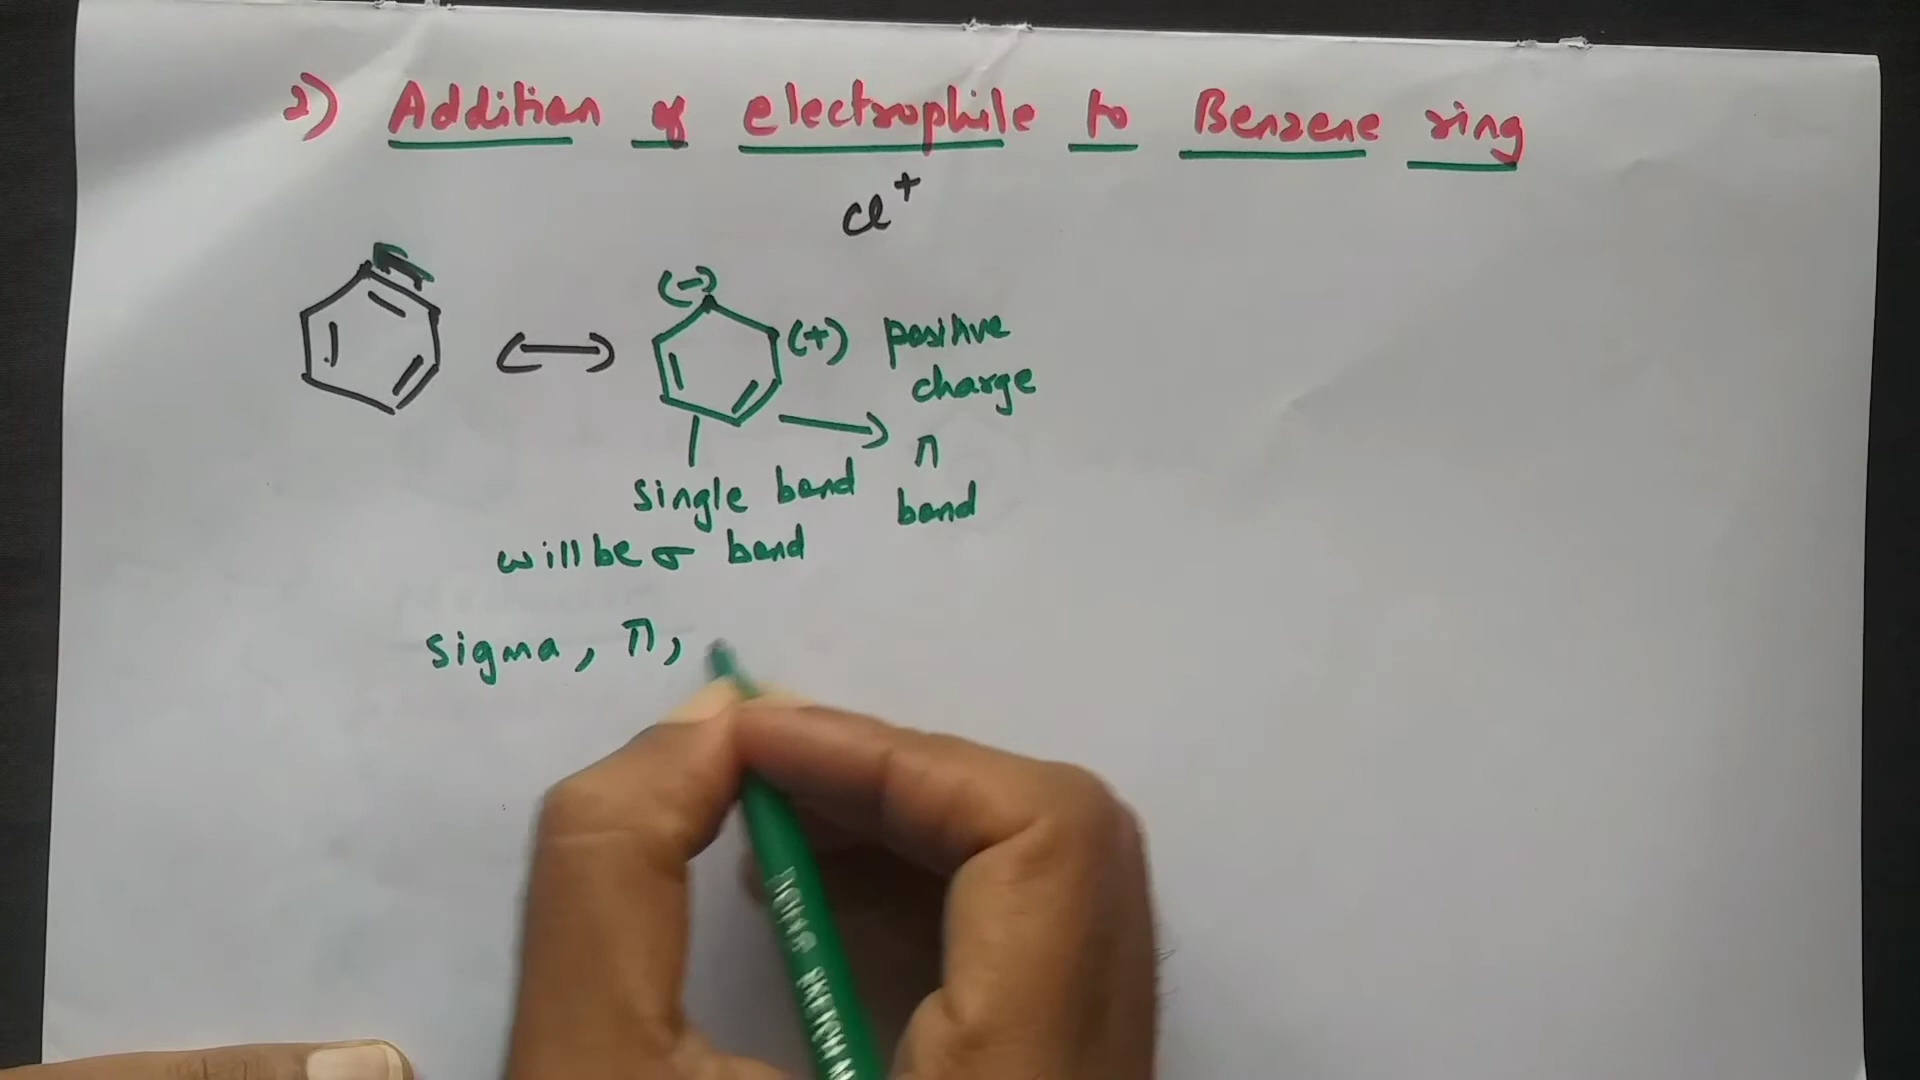 2) Addition of electrophile to Benzene ring
Cl+
(-)
(+) positive
charge
π
bond
single bond
will be σ bond
sigma, π,